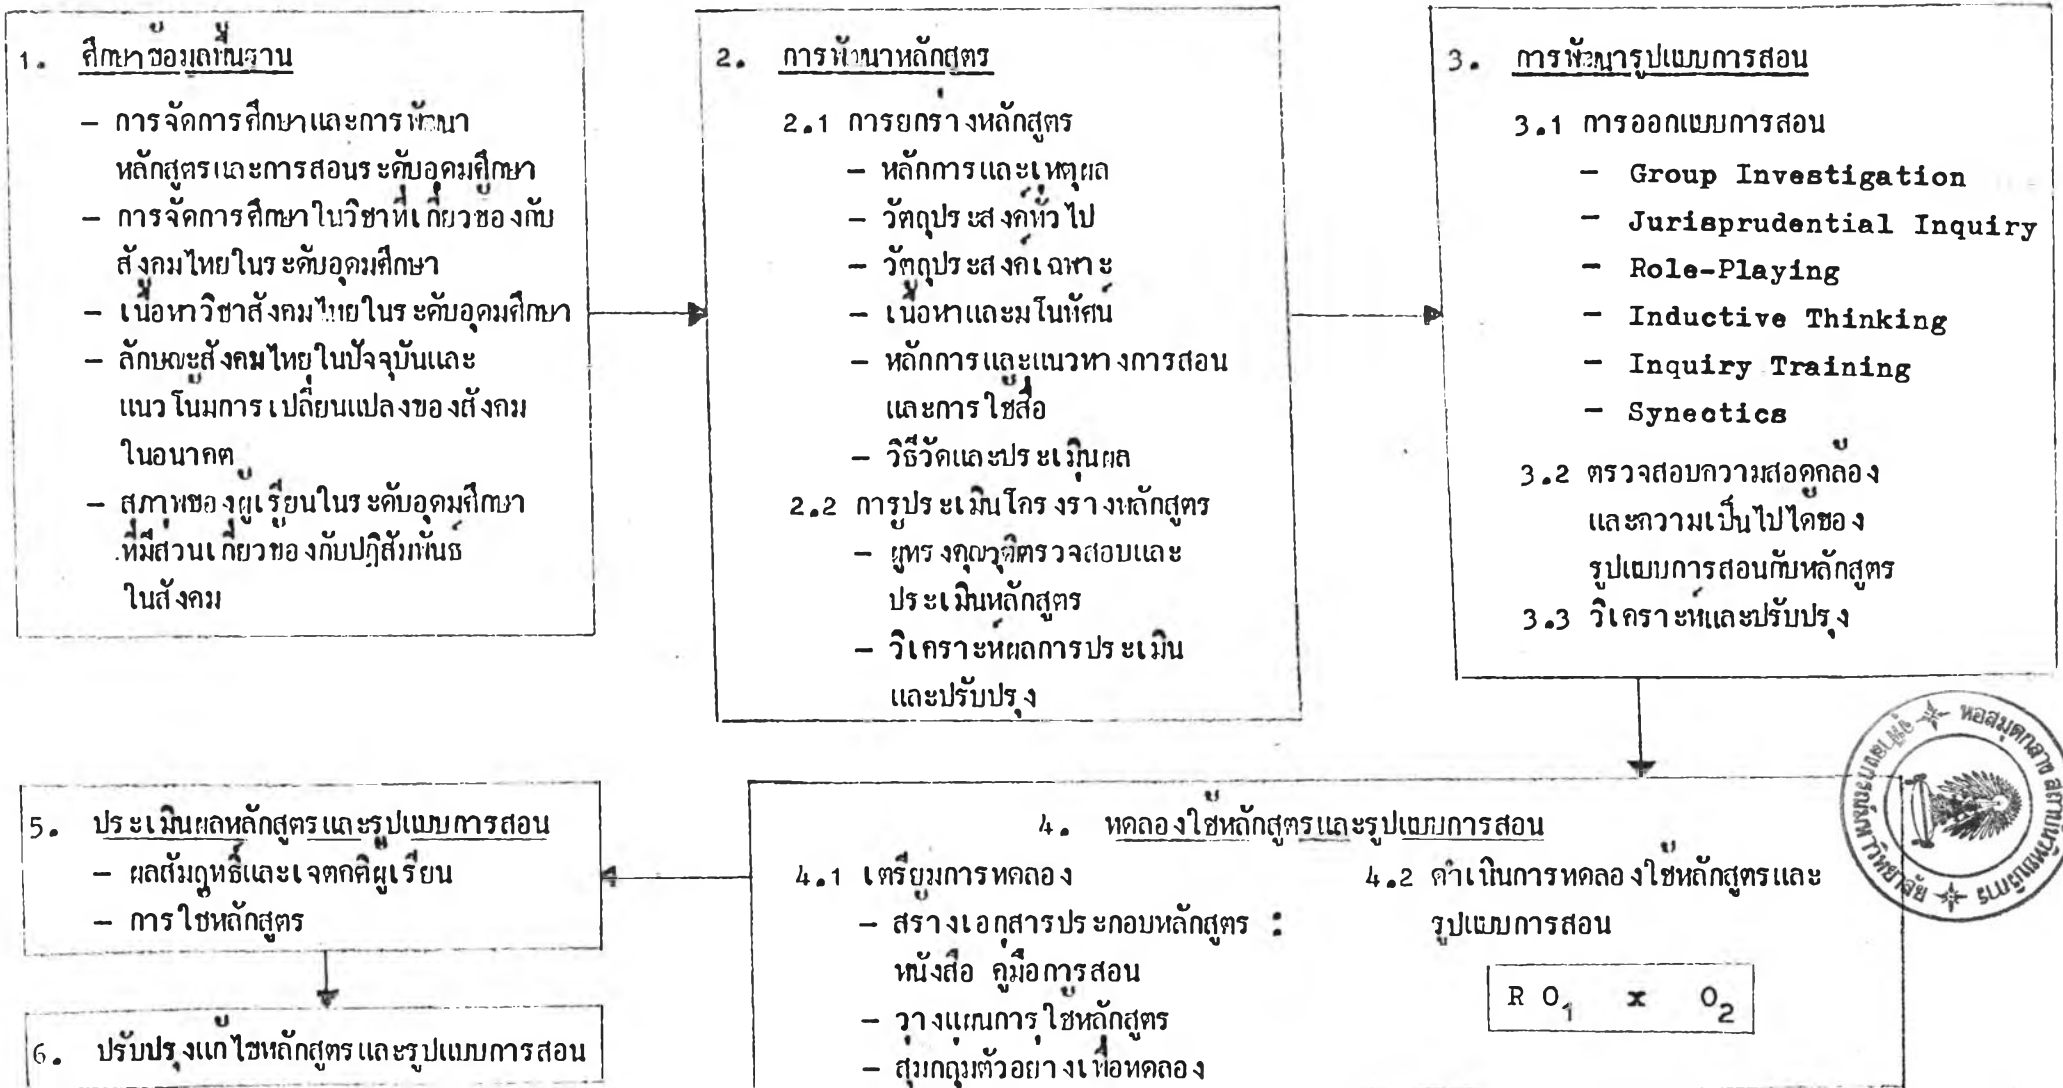 1. ศึกษาข้อมูลพื้นฐาน
– การจัดการศึกษาและการพัฒนา
หลักสูตรและการสอนระดับอุดมศึกษา
– การจัดการศึกษาในวิชาที่เกี่ยวข้องกับ
สังคมไทยในระดับอุดมศึกษา
– เนื้อหาวิชาสังคมไทยในระดับอุดมศึกษา
– ลักษณะสังคมไทยในปัจจุบันและ
แนวโน้มการเปลี่ยนแปลงของสังคม
ในอนาคต
– สภาพของผู้เรียนในระดับอุดมศึกษา
ที่มีส่วนเกี่ยวข้องกับปฏิสัมพันธ์
ในสังคม
2. การพัฒนาหลักสูตร
2.1 การยกร่างหลักสูตร
– หลักการและเหตุผล
– วัตถุประสงค์ทั่วไป
– วัตถุประสงค์เฉพาะ
– เนื้อหาและมโนทัศน์
– หลักการและแนวทางการสอน
และการใช้สื่อ
– วิธีวัดและประเมินผล
2.2 การประเมินโครงร่างหลักสูตร
– ผู้ทรงคุณวุฒิตรวจสอบและ
ประเมินหลักสูตร
– วิเคราะห์ผลการประเมิน
และปรับปรุง
3. การพัฒนารูปแบบการสอน
3.1 การออกแบบการสอน
– Group Investigation
– Jurisprudential Inquiry
– Role-Playing
– Inductive Thinking
– Inquiry Training
– Synectics
3.2 ตรวจสอบความสอดคล้อง
และความเป็นไปได้ของ
รูปแบบการสอนกับหลักสูตร
3.3 วิเคราะห์และปรับปรุง
หอสมุดกลาง สถาบันวิทยบริการ
จุฬาลงกรณ์มหาวิทยาลัย
4. ทดลองใช้หลักสูตรและรูปแบบการสอน
4.1 เตรียมการทดลอง
– สร้างเอกสารประกอบหลักสูตร :
หนังสือ คู่มือการสอน
– วางแผนการใช้หลักสูตร
– สุ่มกลุ่มตัวอย่างเพื่อทดลอง
4.2 ดำเนินการทดลองใช้หลักสูตรและ
รูปแบบการสอน
R O1 x O2
5. ประเมินผลหลักสูตรและรูปแบบการสอน
– ผลสัมฤทธิ์และเจตคติผู้เรียน
– การใช้หลักสูตร
6. ปรับปรุงแก้ไขหลักสูตรและรูปแบบการสอน